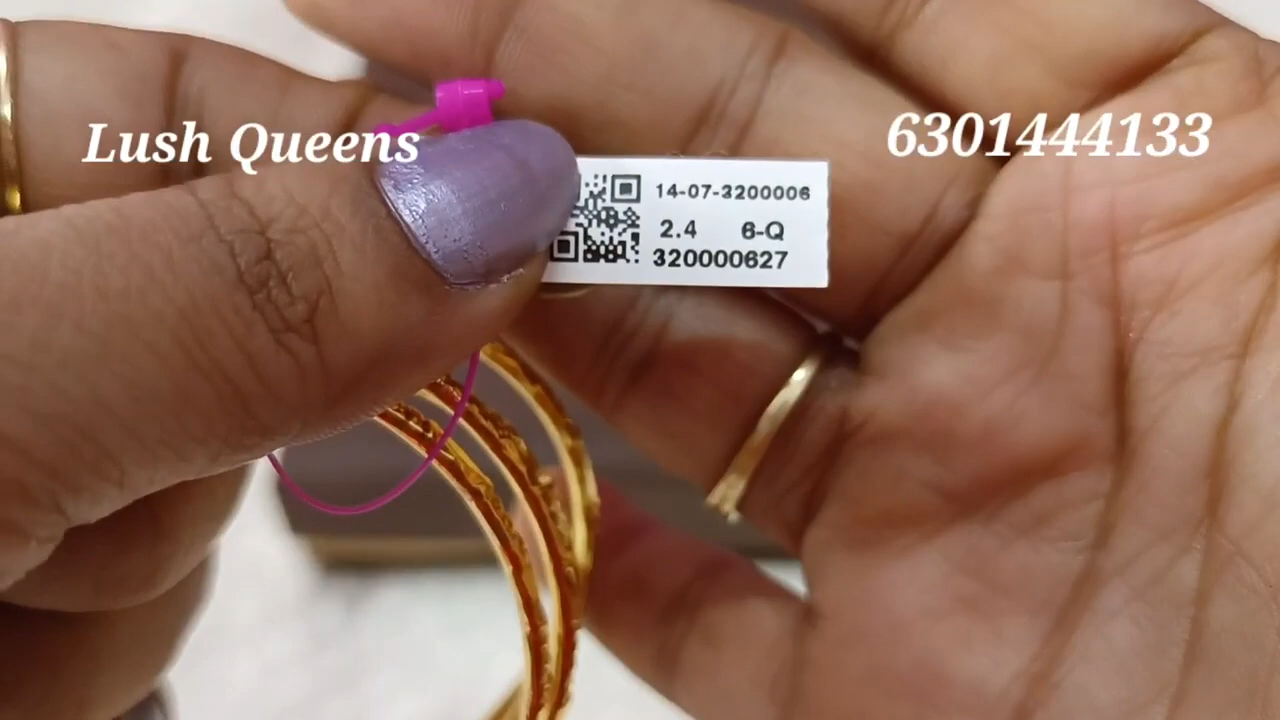 Lush Queens
6301444133
14-07-3200006
2.4 6-Q
320000627